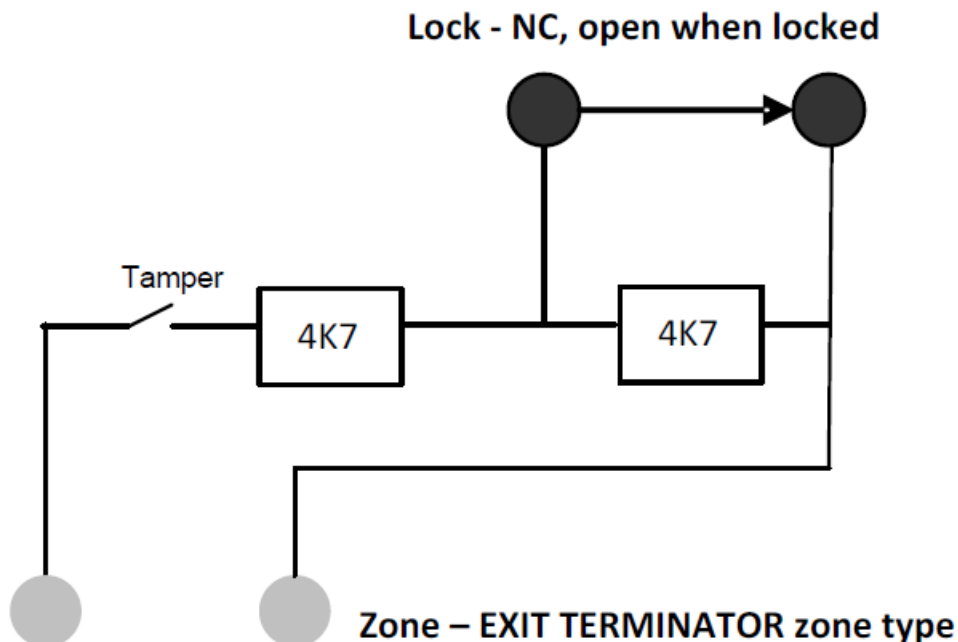 Lock - NC, open when locked
Tamper
4K7
4K7
Zone – EXIT TERMINATOR zone type